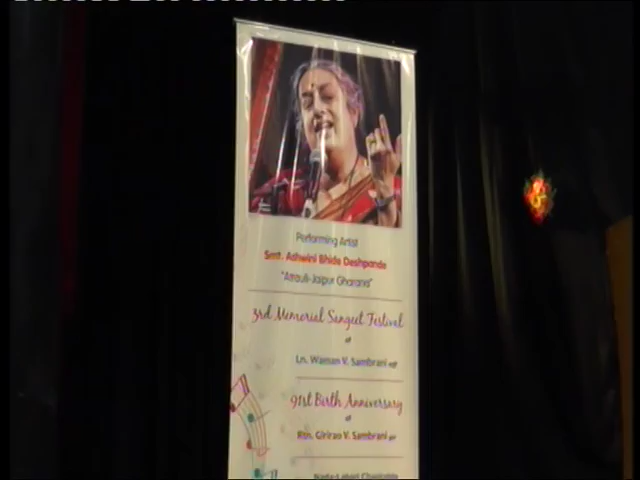 Performing Artist
Smt. Ashwini Bhide Deshpande
"Atrauli-Jaipur Gharana"
3rd Memorial Sangeet Festival
of
Ln. Waman V. Sambrani
91st Birth Anniversary
of
Rtn. Girirao V. Sambrani